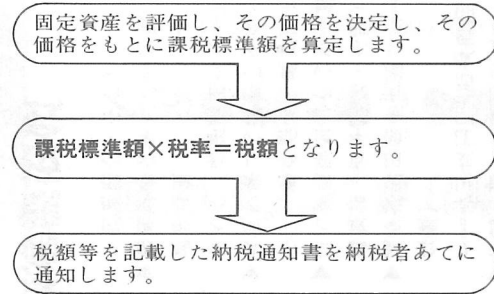 固定資産を評価し、その価格を決定し、その
価格をもとに課税標準額を算定します。
課税標準額×税率＝税額となります。
税額等を記載した納税通知書を納税者あてに
通知します。